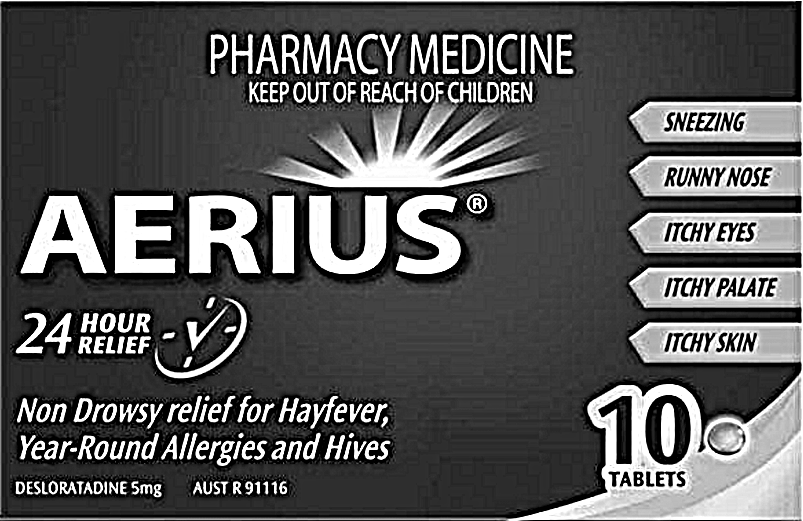 PHARMACY MEDICINE
KEEP OUT OF REACH OF CHILDREN
AERIUS®
24 HOUR
RELIEF
SNEEZING
RUNNY NOSE
ITCHY EYES
ITCHY PALATE
ITCHY SKIN
Non Drowsy relief for Hayfever,
Year-Round Allergies and Hives
10
TABLETS
DESLORATADINE 5mg AUST R 91116